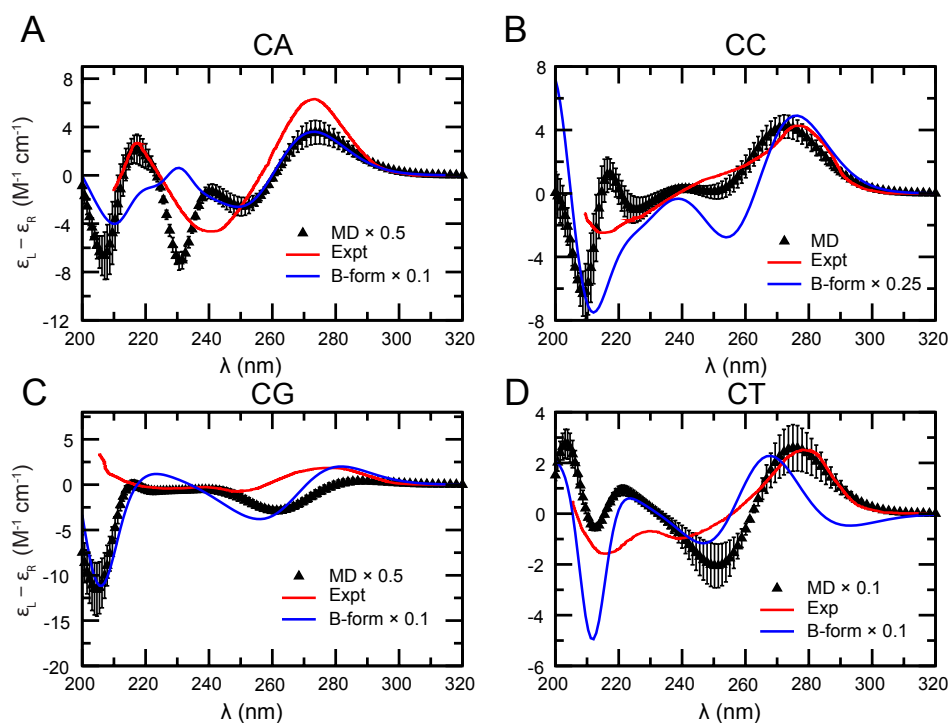 A
CA
8
4
0
-4
-8
-12
εL − εR (M⁻¹ cm⁻¹)
MD × 0.5
Expt
B-form × 0.1
200 220 240 260 280 300 320
λ (nm)
B
CC
8
4
0
-4
-8
MD
Expt
B-form × 0.25
200 220 240 260 280 300 320
λ (nm)
C
CG
5
0
-5
-10
-15
-20
εL − εR (M⁻¹ cm⁻¹)
MD × 0.5
Expt
B-form × 0.1
200 220 240 260 280 300 320
λ (nm)
D
CT
4
2
0
-2
-4
-6
MD × 0.1
Exp
B-form × 0.1
200 220 240 260 280 300 320
λ (nm)